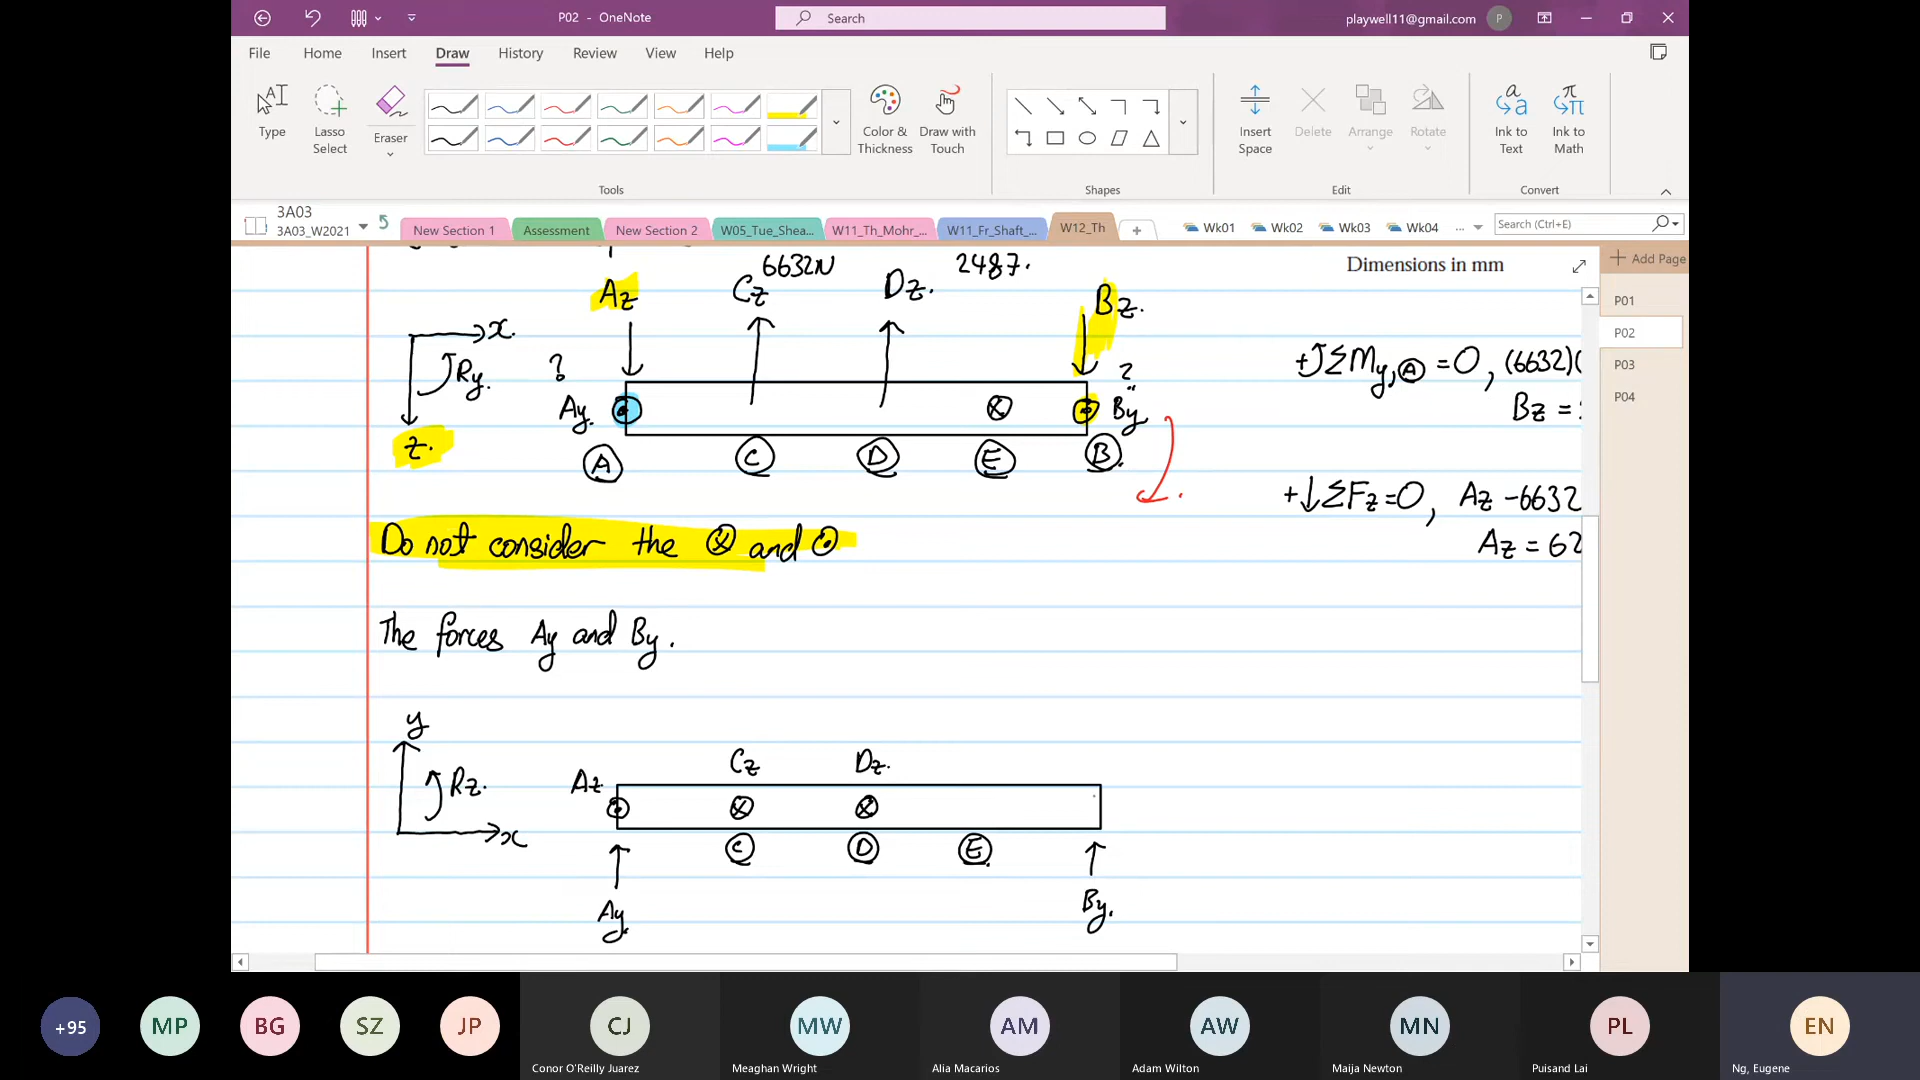 P02 - OneNote
Search
playwell11@gmail.com
P
File Home Insert Draw History Review View Help
Type
Lasso Select
Eraser
Color & Thickness
Draw with Touch
Insert Space
Delete
Arrange
Rotate
Ink to Text
Ink to Math
Tools
Shapes
Edit
Convert
3A03
3A03_W2021
New Section 1
Assessment
New Section 2
W05_Tue_Shea...
W11_Th_Mohr_...
W11_Fr_Shaft_...
W12_Th
Wk01
Wk02
Wk03
Wk04
...
Search (Ctrl+E)
Add Page
P01
P02
P03
P04
Dimensions in mm
6632N
2487.
Az
Cz
Dz.
Bz.
x.
Ry.
z.
?
?
Ay.
By.
A
C
D
E
B
+ΣMy,A = 0, (6632)(
Bz =
+↓ΣFz=0, Az -6632
Az = 62
Do not consider the ⊗ and ⊙
The forces Ay and By.
y
Rz.
x
Az
Cz
Dz.
C
D
E
Ay.
By.
+95
MP
BG
SZ
JP
CJ
Conor O'Reilly Juarez
MW
Meaghan Wright
AM
Alia Macarios
AW
Adam Wilton
MN
Maija Newton
PL
Puisand Lai
EN
Ng, Eugene